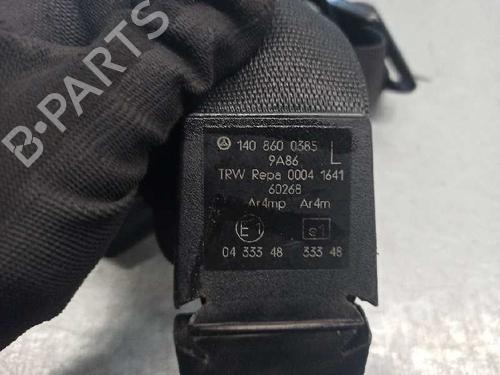 B-PARTS
140 860 0385 L
9A86
TRW Repa 0004 1641
60268
Ar4mp Ar4m
E1 e1
04 333 48 333 48